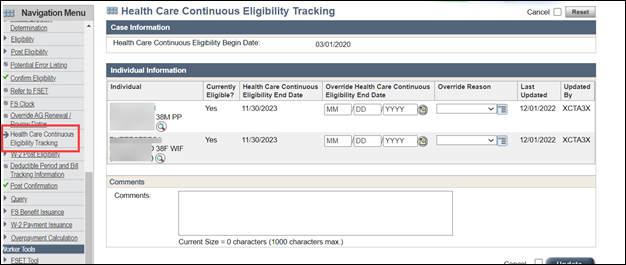 Navigation Menu
Determination
Eligibility
Post Eligibility
Potential Error Listing
Confirm Eligibility
Refer to FSET
FS Clock
Override AG Renewal /
Review Dates
Health Care Continuous
Eligibility Tracking
W-2 Post Eligibility
Deductible Period and Bill
Tracking Information
Post Confirmation
Query
FS Benefit Issuance
W-2 Payment Issuance
Overpayment Calculation
Worker Tools
FSET Tool
Health Care Continuous Eligibility Tracking
Cancel Reset
Case Information
Health Care Continuous Eligibility Begin Date: 03/01/2020
Individual Information
Individual Currently Eligible? Health Care Continuous Eligibility End Date Override Health Care Continuous Eligibility End Date Override Reason Last Updated Updated By
38M PP Yes 11/30/2023 MM / DD / YYYY 12/01/2022 XCTA3X
38F WIF Yes 11/30/2023 MM / DD / YYYY 12/01/2022 XCTA3X
Comments
Comments:
Current Size = 0 characters (1000 characters max.)
Cancel Update